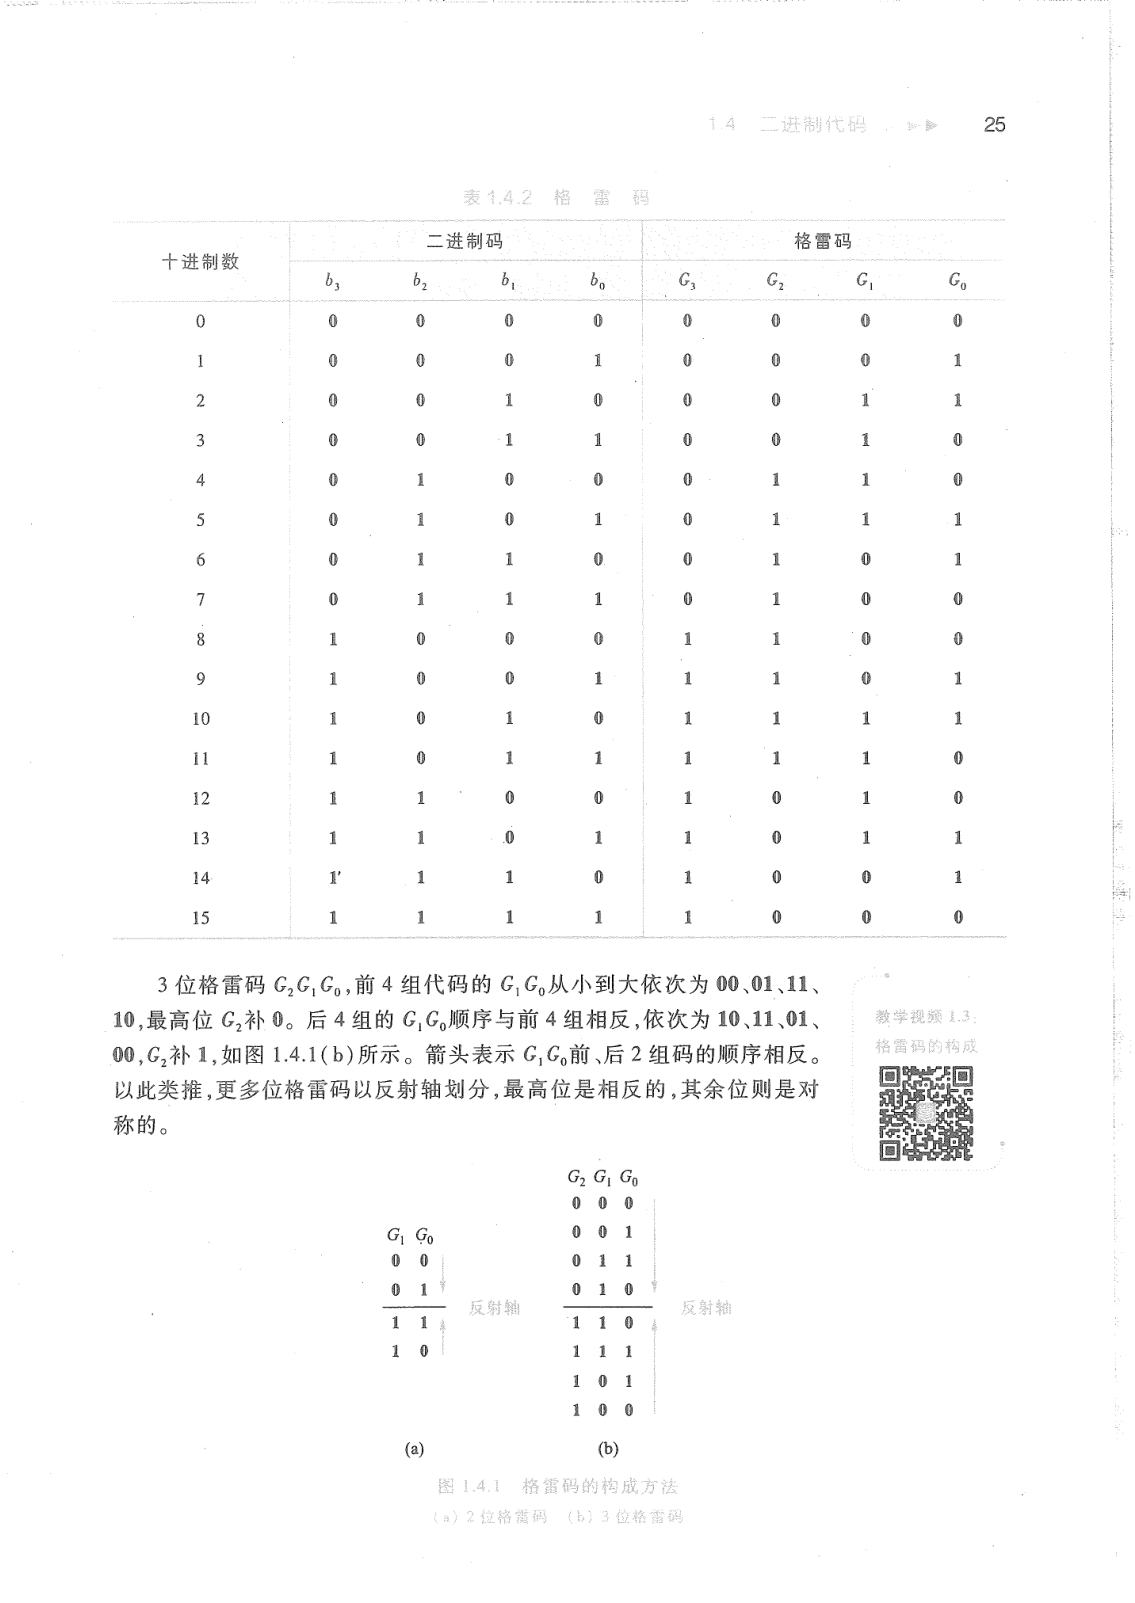 1.4 二进制代码 25
表 1.4.2 格 雷 码
十进制数 二进制码 格雷码
b₃ b₂ b₁ b₀ G₃ G₂ G₁ G₀
0 0 0 0 0 0 0 0 0
1 0 0 0 1 0 0 0 1
2 0 0 1 0 0 0 1 1
3 0 0 1 1 0 0 1 0
4 0 1 0 0 0 1 1 0
5 0 1 0 1 0 1 1 1
6 0 1 1 0 0 1 0 1
7 0 1 1 1 0 1 0 0
8 1 0 0 0 1 1 0 0
9 1 0 0 1 1 1 0 1
10 1 0 1 0 1 1 1 1
11 1 0 1 1 1 1 1 0
12 1 1 0 0 1 0 1 0
13 1 1 0 1 1 0 1 1
14 1 1 1 0 1 0 0 1
15 1 1 1 1 1 0 0 0
3 位格雷码 G₂G₁G₀,前 4 组代码的 G₁G₀从小到大依次为 00、01、11、
10,最高位 G₂补 0。后 4 组的 G₁G₀顺序与前 4 组相反,依次为 10、11、01、
00,G₂补 1,如图 1.4.1(b)所示。箭头表示 G₁G₀前、后 2 组码的顺序相反。
以此类推,更多位格雷码以反射轴划分,最高位是相反的,其余位则是对
称的。
教学视频 1.3:
格雷码的构成
G₁ G₀
0 0
0 1
反射轴
1 1
1 0
(a)
G₂ G₁ G₀
0 0 0
0 0 1
0 1 1
0 1 0
反射轴
1 1 0
1 1 1
1 0 1
1 0 0
(b)
图 1.4.1 格雷码的构成方法
(a) 2 位格雷码 (b) 3 位格雷码